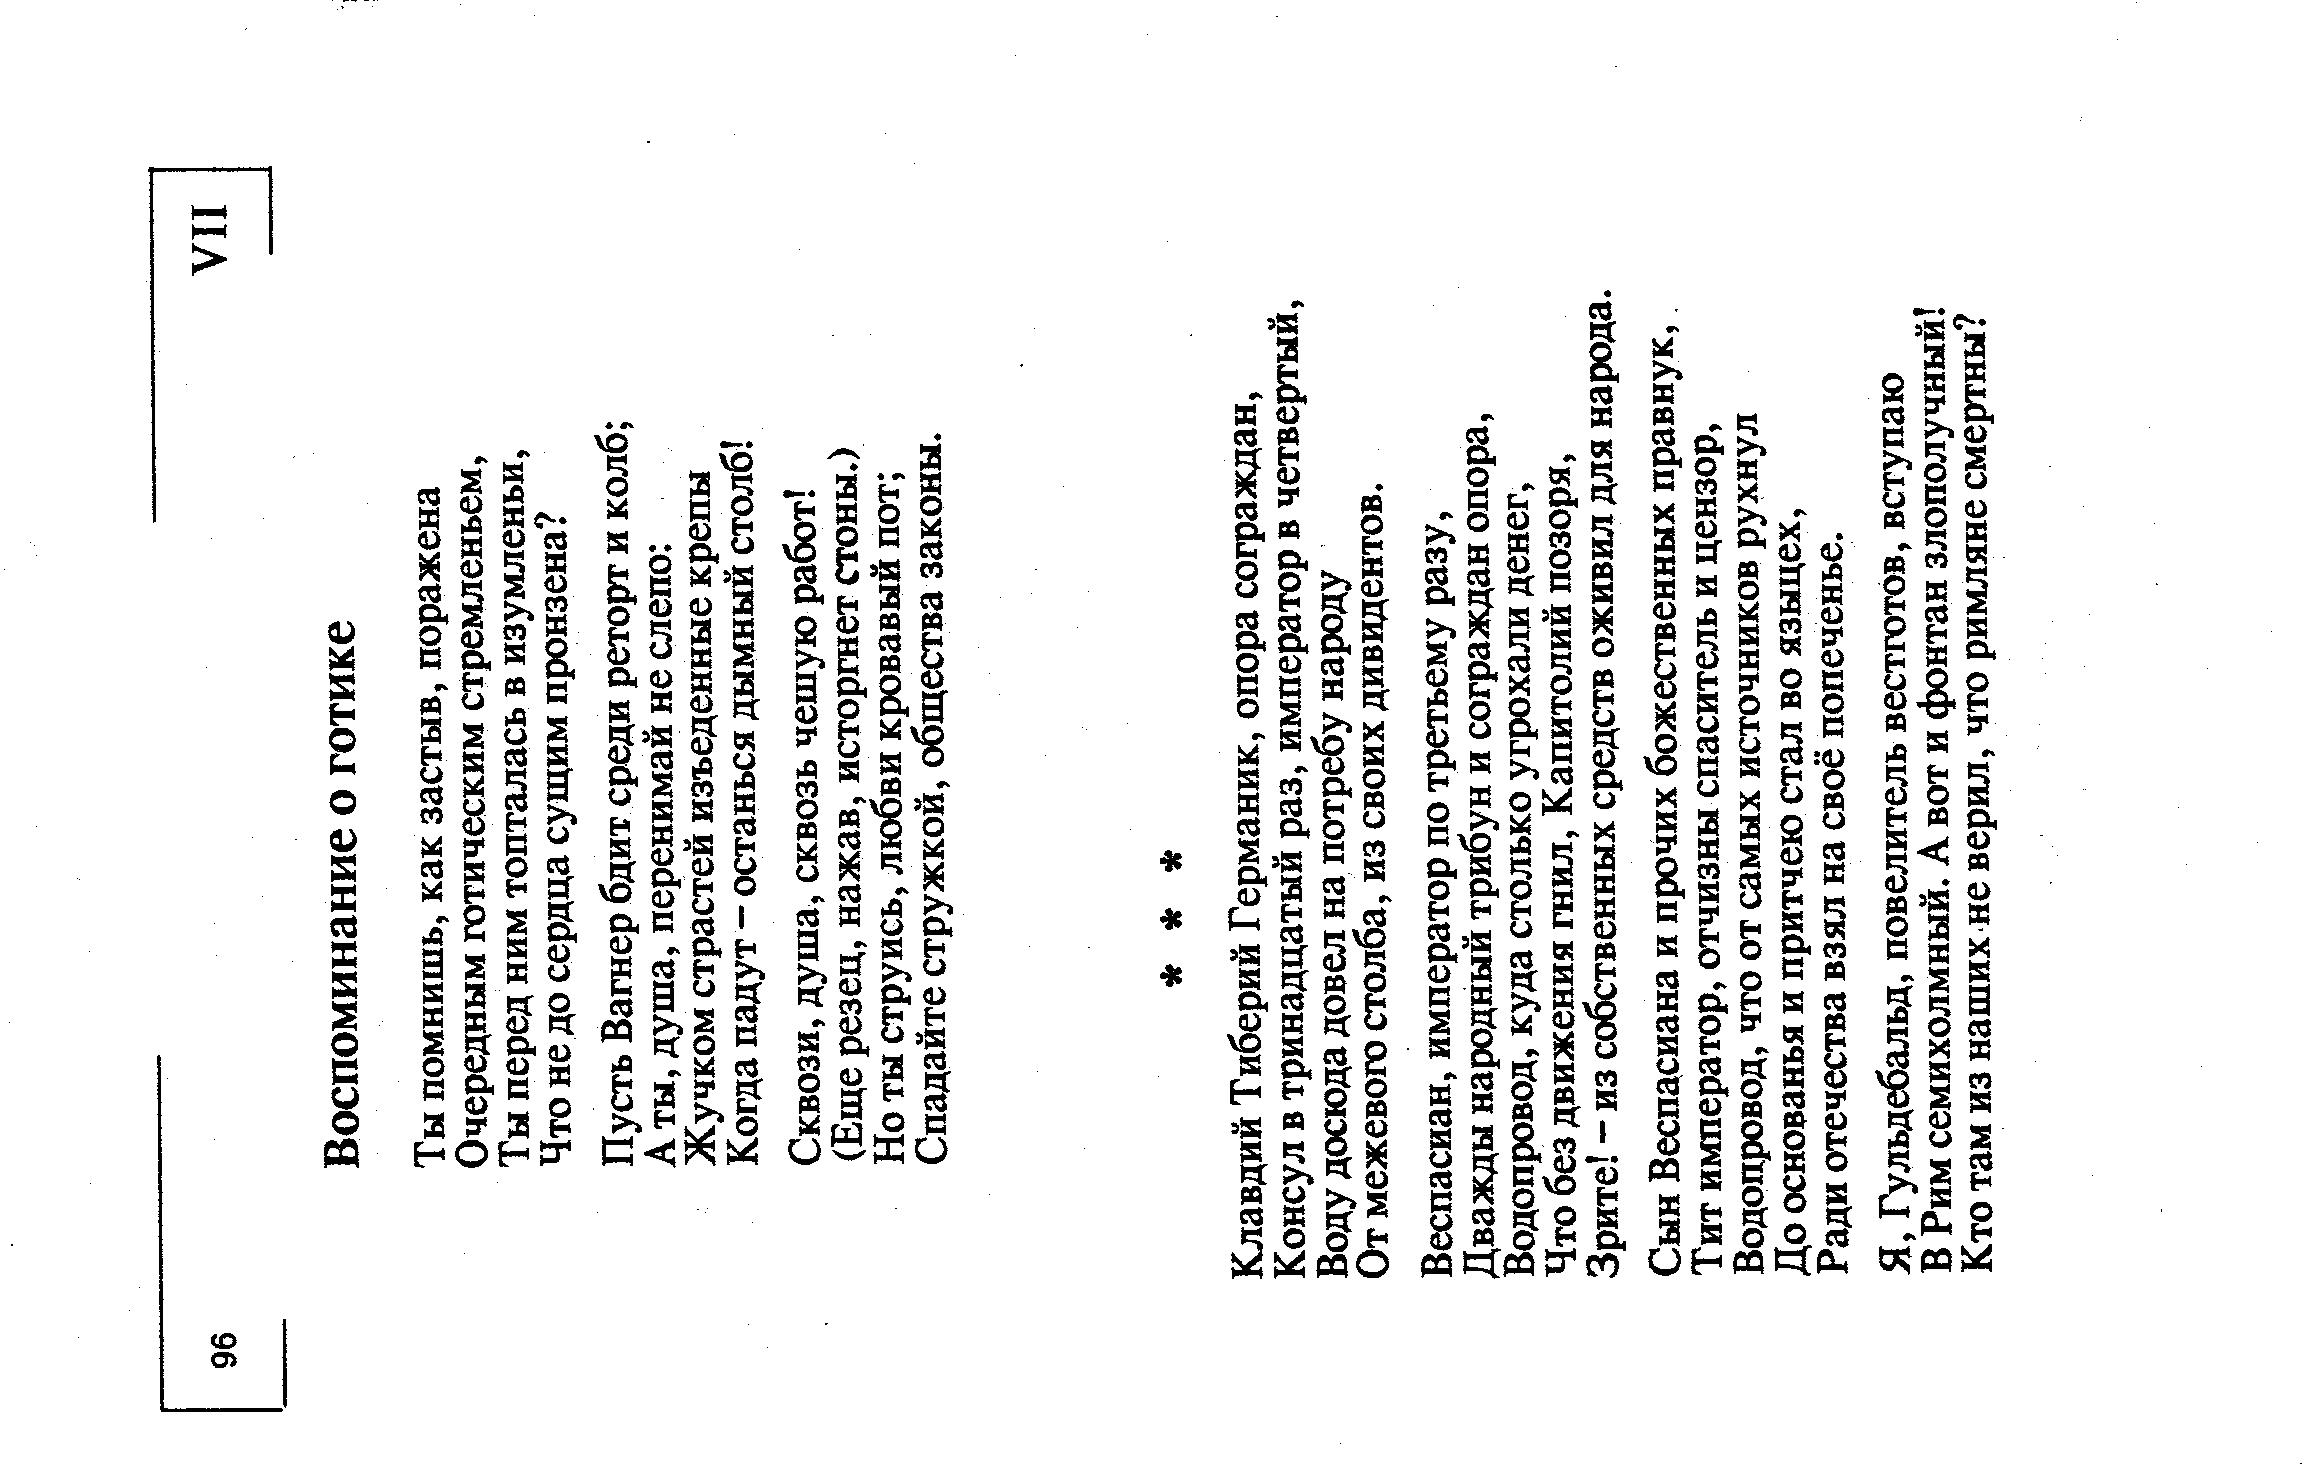 96
VII
Воспоминание о готике
Ты помнишь, как застыв, поражена
Очередным готическим стремленьем,
Ты перед ним топталась в изумленьи,
Что не до сердца сущим пронзена?
Пусть Вагнер бдит среди реторт и колб;
А ты, душа, перенимай не слепо:
Жучком страстей изъеденные крепы
Когда падут – останься дымный столб!
Сквози, душа, сквозь чешую работ!
(Еще резец, нажав, исторгнет стоны.)
Но ты струись, любви кровавый пот;
Спадайте стружкой, общества законы.
* * *
Клавдий Тиберий Германик, опора сограждан,
Консул в тринадцатый раз, император в четвертый,
Воду досюда довел на потребу народу
От межевого столба, из своих дивидентов.
Веспасиан, император по третьему разу,
Дважды народный трибун и сограждан опора,
Водопровод, куда столько угрохали денег,
Что без движения гнил, Капитолий позоря,
Зрите! – из собственных средств оживил для народа.
Сын Веспасиана и прочих божественных правнук,
Тит император, отчизны спаситель и цензор,
Водопровод, что от самых источников рухнул
До основанья и притчею стал во языцех,
Ради отечества взял на своё попеченье.
Я, Гульдебальд, повелитель вестготов, вступаю
В Рим семихолмный. А вот и фонтан злополучный!
Кто там из наших не верил, что римляне смертны?